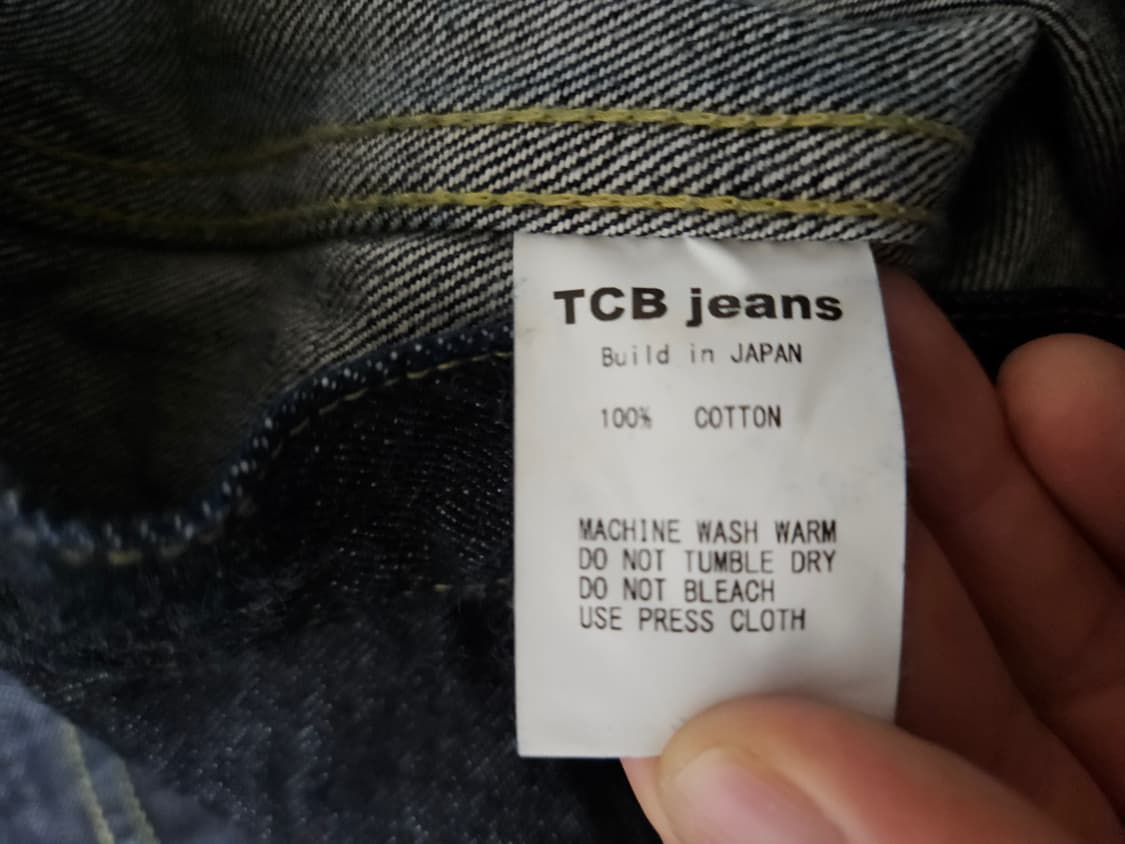 TCB jeans
Build in JAPAN
100% COTTON
MACHINE WASH WARM
DO NOT TUMBLE DRY
DO NOT BLEACH
USE PRESS CLOTH